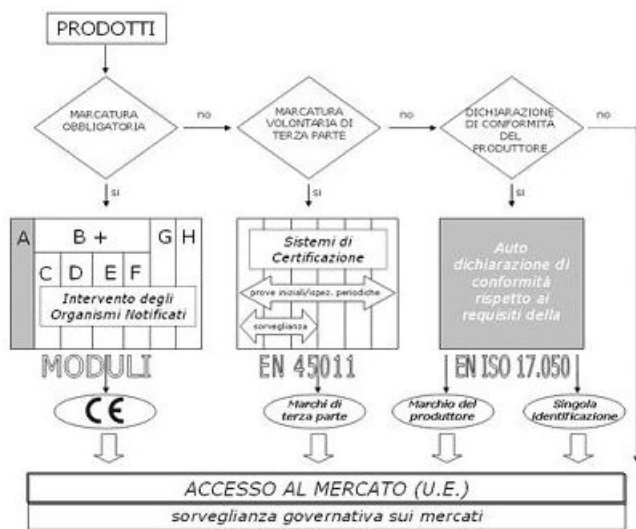 PRODOTTI
MARCATURA
OBBLIGATORIA
no
MARCATURA
VOLONTARIA DI
TERZA PARTE
no
DICHIARAZIONE
DI CONFORMITÀ
DEL
PRODUTTORE
no
si
si
si
A
B +
G
H
C
D
E
F
Intervento degli
Organismi Notificati
Sistemi di
Certificazione
prove iniziali/ispez. periodiche
sorveglianza
Auto
dichiarazione di
conformità
rispetto ai
requisiti della
MODULI
EN 45011
EN ISO 17.050
CE
Marchi di
terza parte
Marchio del
produttore
Singola
identificazione
ACCESSO AL MERCATO (U.E.)
sorveglianza governativa sui mercati